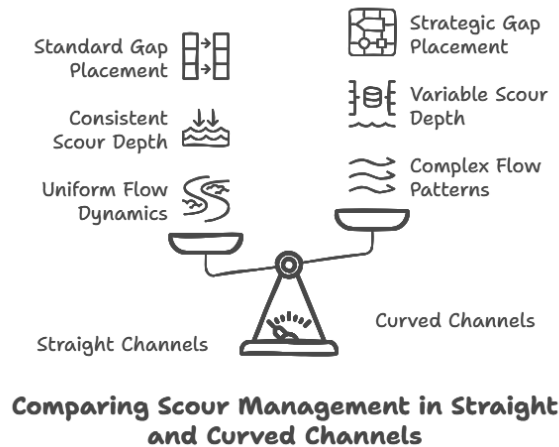 Standard Gap
Placement
Consistent
Scour Depth
Uniform Flow
Dynamics
Strategic Gap
Placement
Variable Scour
Depth
Complex Flow
Patterns
Straight Channels
Curved Channels
Comparing Scour Management in Straight
and Curved Channels